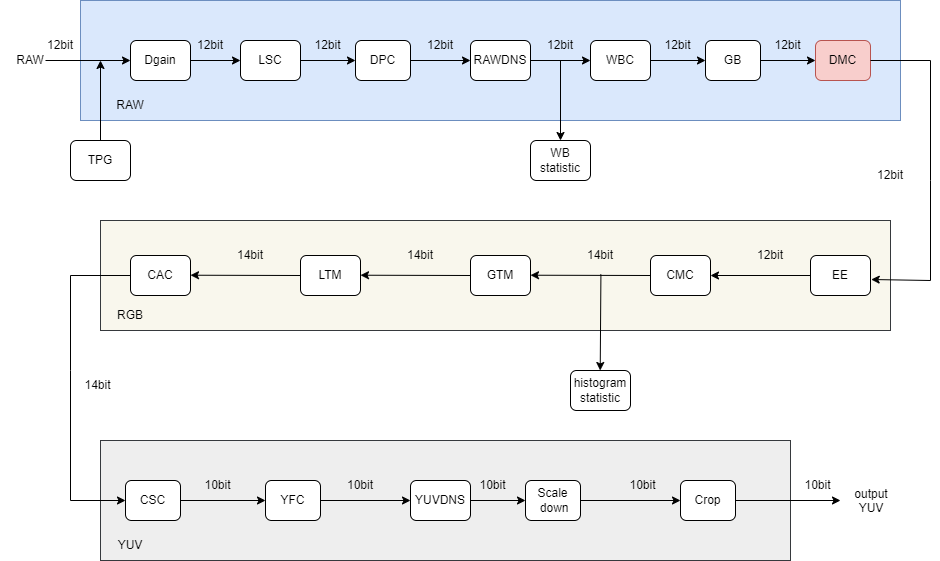 12bit
12bit
12bit
12bit
12bit
12bit
12bit
RAW
Dgain
LSC
DPC
RAWDNS
WBC
GB
DMC
RAW
TPG
WB
statistic
12bit
14bit
14bit
14bit
12bit
CAC
LTM
GTM
CMC
EE
RGB
14bit
histogram
statistic
10bit
10bit
10bit
10bit
10bit
CSC
YFC
YUVDNS
Scale
down
Crop
output
YUV
YUV